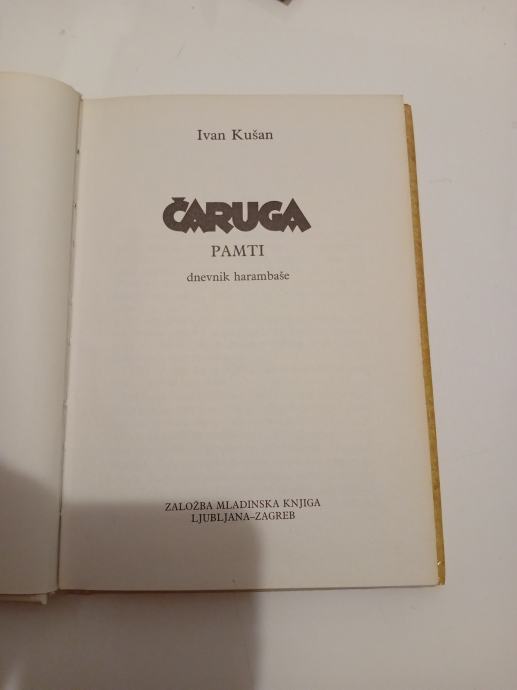 Ivan Kušan
ČARUGA
PAMTI
dnevnik harambaše
ZALOŽBA MLADINSKA KNJIGA
LJUBLJANA–ZAGREB